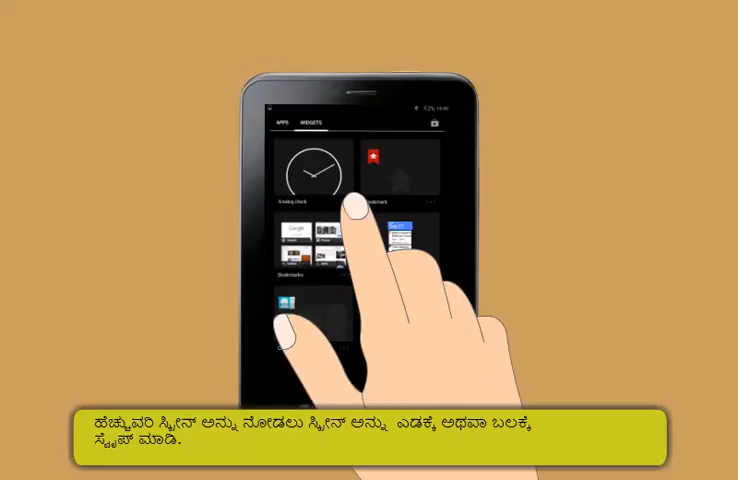 APPS WIDGETS
Analog clock
Bookmarks
ಹೆಚ್ಚುವರಿ ಸ್ಕ್ರೀನ್ ಅನ್ನು ನೋಡಲು ಸ್ಕ್ರೀನ್ ಅನ್ನು ಎಡಕ್ಕೆ ಅಥವಾ ಬಲಕ್ಕೆ
ಸ್ವೈಪ್ ಮಾಡಿ.